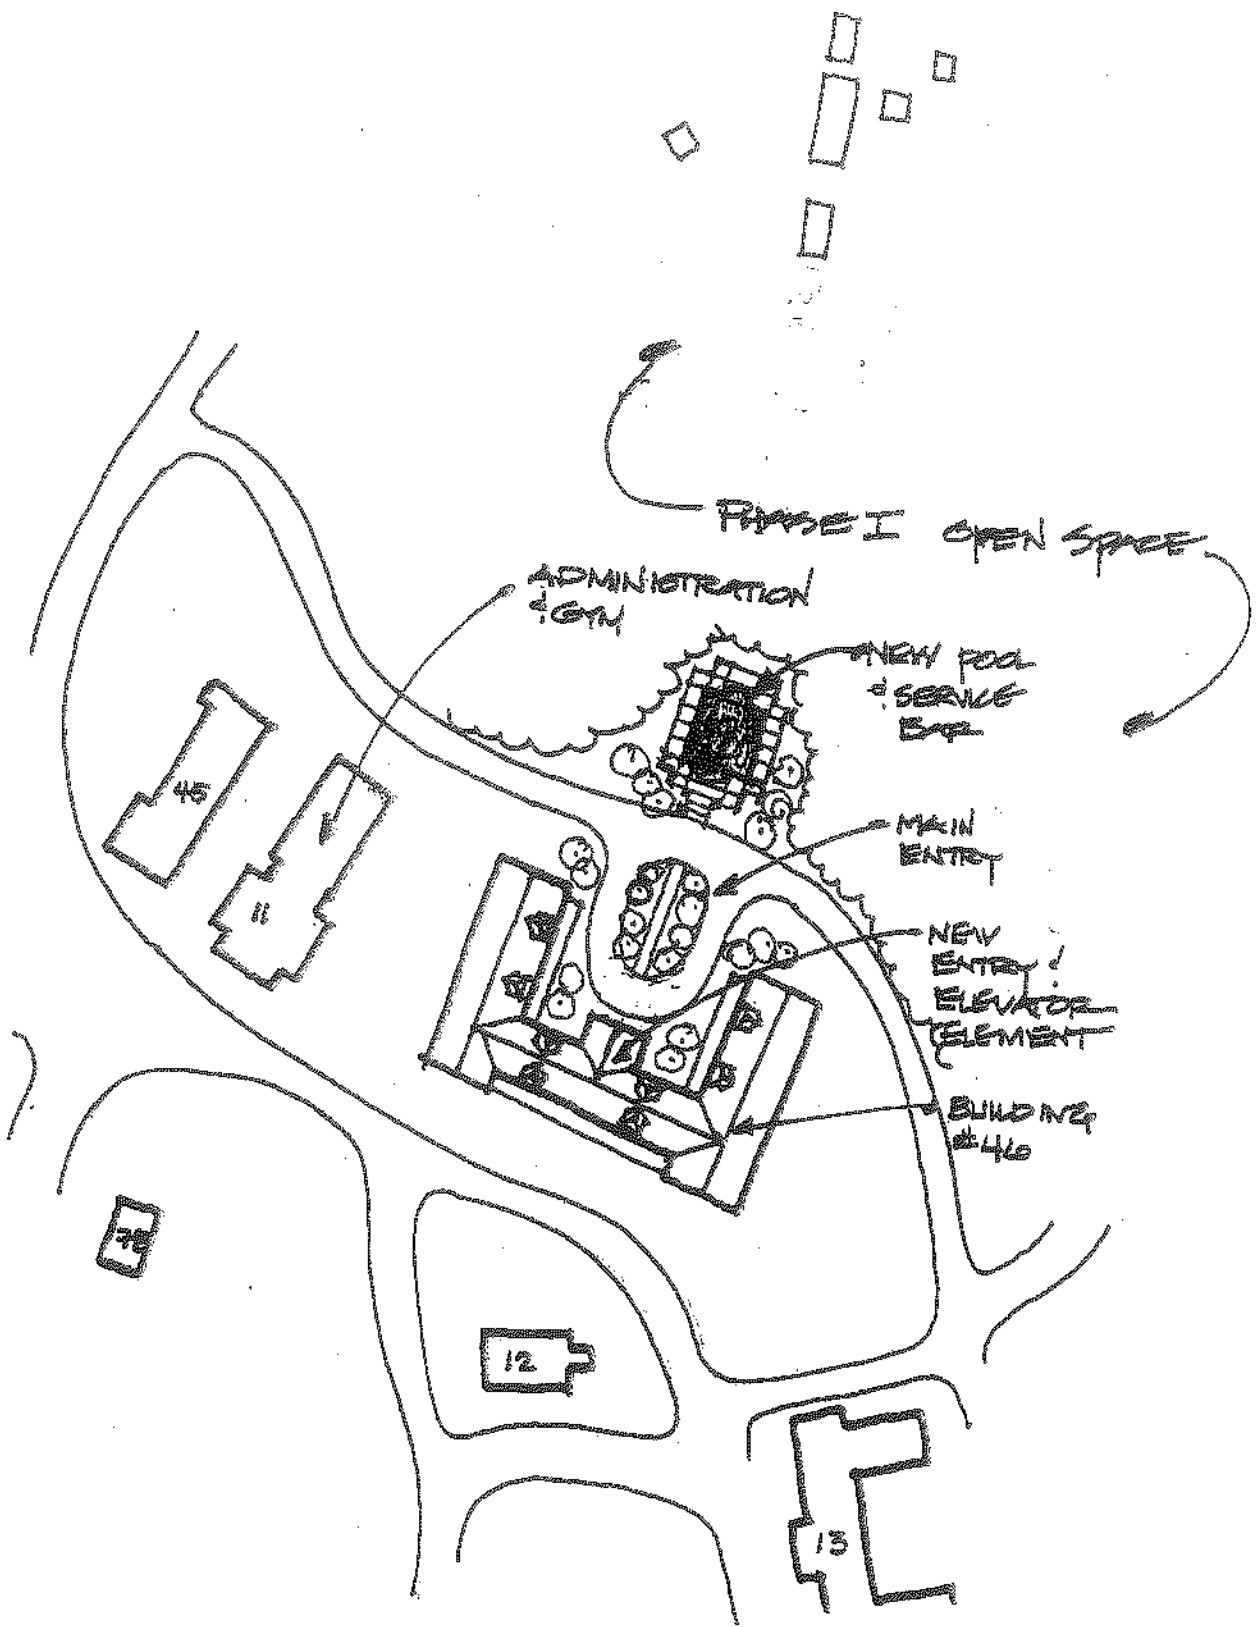 PHASE I OPEN SPACE
ADMINISTRATION
& GYM
NEW POOL
& SERVICE
BAR
45
11
MAIN
ENTRY
NEW
ENTRY &
ELEVATOR
ELEMENT
BUILDING
#46
78
12
13